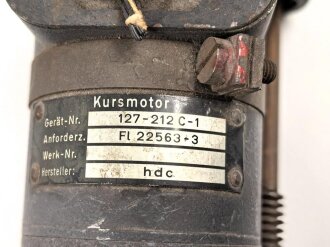 Kursmotor
Gerät-Nr. 127-212 C-1
Anforderz. Fl 22563-3
Werk-Nr.
Hersteller: hdc